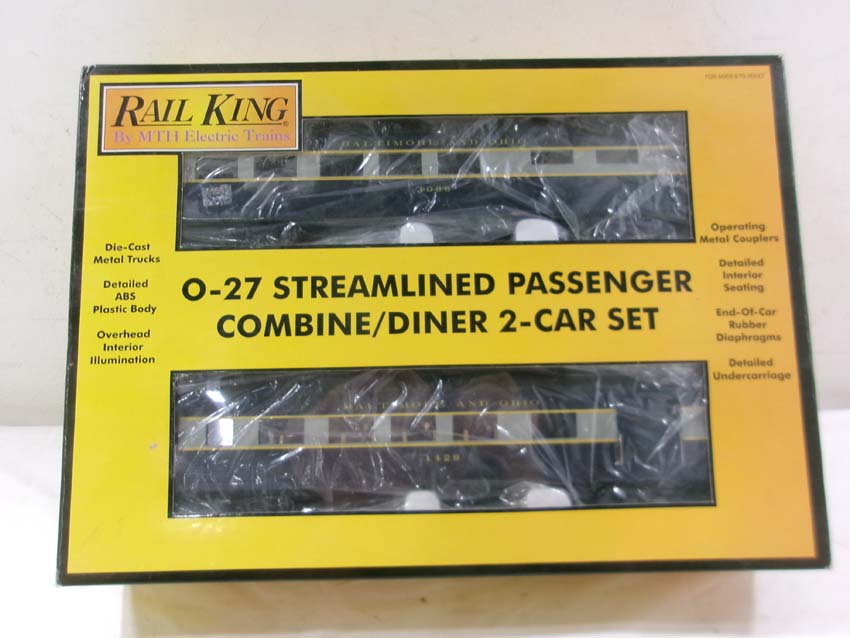 RAIL KING®
By MTH Electric Trains
BALTIMORE AND OHIO
Die-Cast
Metal Trucks
Detailed
ABS
Plastic Body
Overhead
Interior
Illumination
O-27 STREAMLINED PASSENGER
COMBINE/DINER 2-CAR SET
Operating
Metal Couplers
Detailed
Interior
Seating
End-Of-Car
Rubber
Diaphragms
Detailed
Undercarriage
BALTIMORE AND OHIO
1429